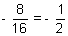 - 8/16 = - 1/2